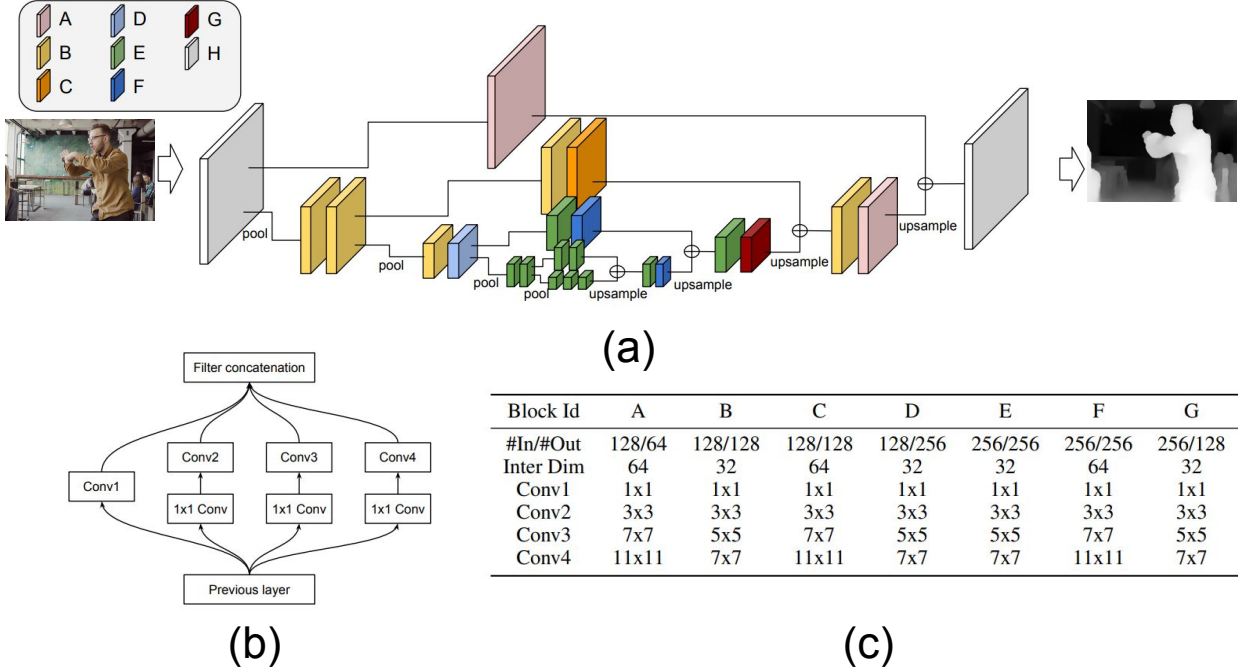 A D G
B E H
C F
pool
pool
pool
pool
upsample
upsample
upsample
upsample
(a)
Filter concatenation
Conv2 Conv3 Conv4
Conv1
1x1 Conv 1x1 Conv 1x1 Conv
Previous layer
(b)
Block Id A B C D E F G
#In/#Out 128/64 128/128 128/128 128/256 256/256 256/256 256/128
Inter Dim 64 32 64 32 32 64 32
Conv1 1x1 1x1 1x1 1x1 1x1 1x1 1x1
Conv2 3x3 3x3 3x3 3x3 3x3 3x3 3x3
Conv3 7x7 5x5 7x7 5x5 5x5 7x7 5x5
Conv4 11x11 7x7 11x11 7x7 7x7 11x11 7x7
(c)